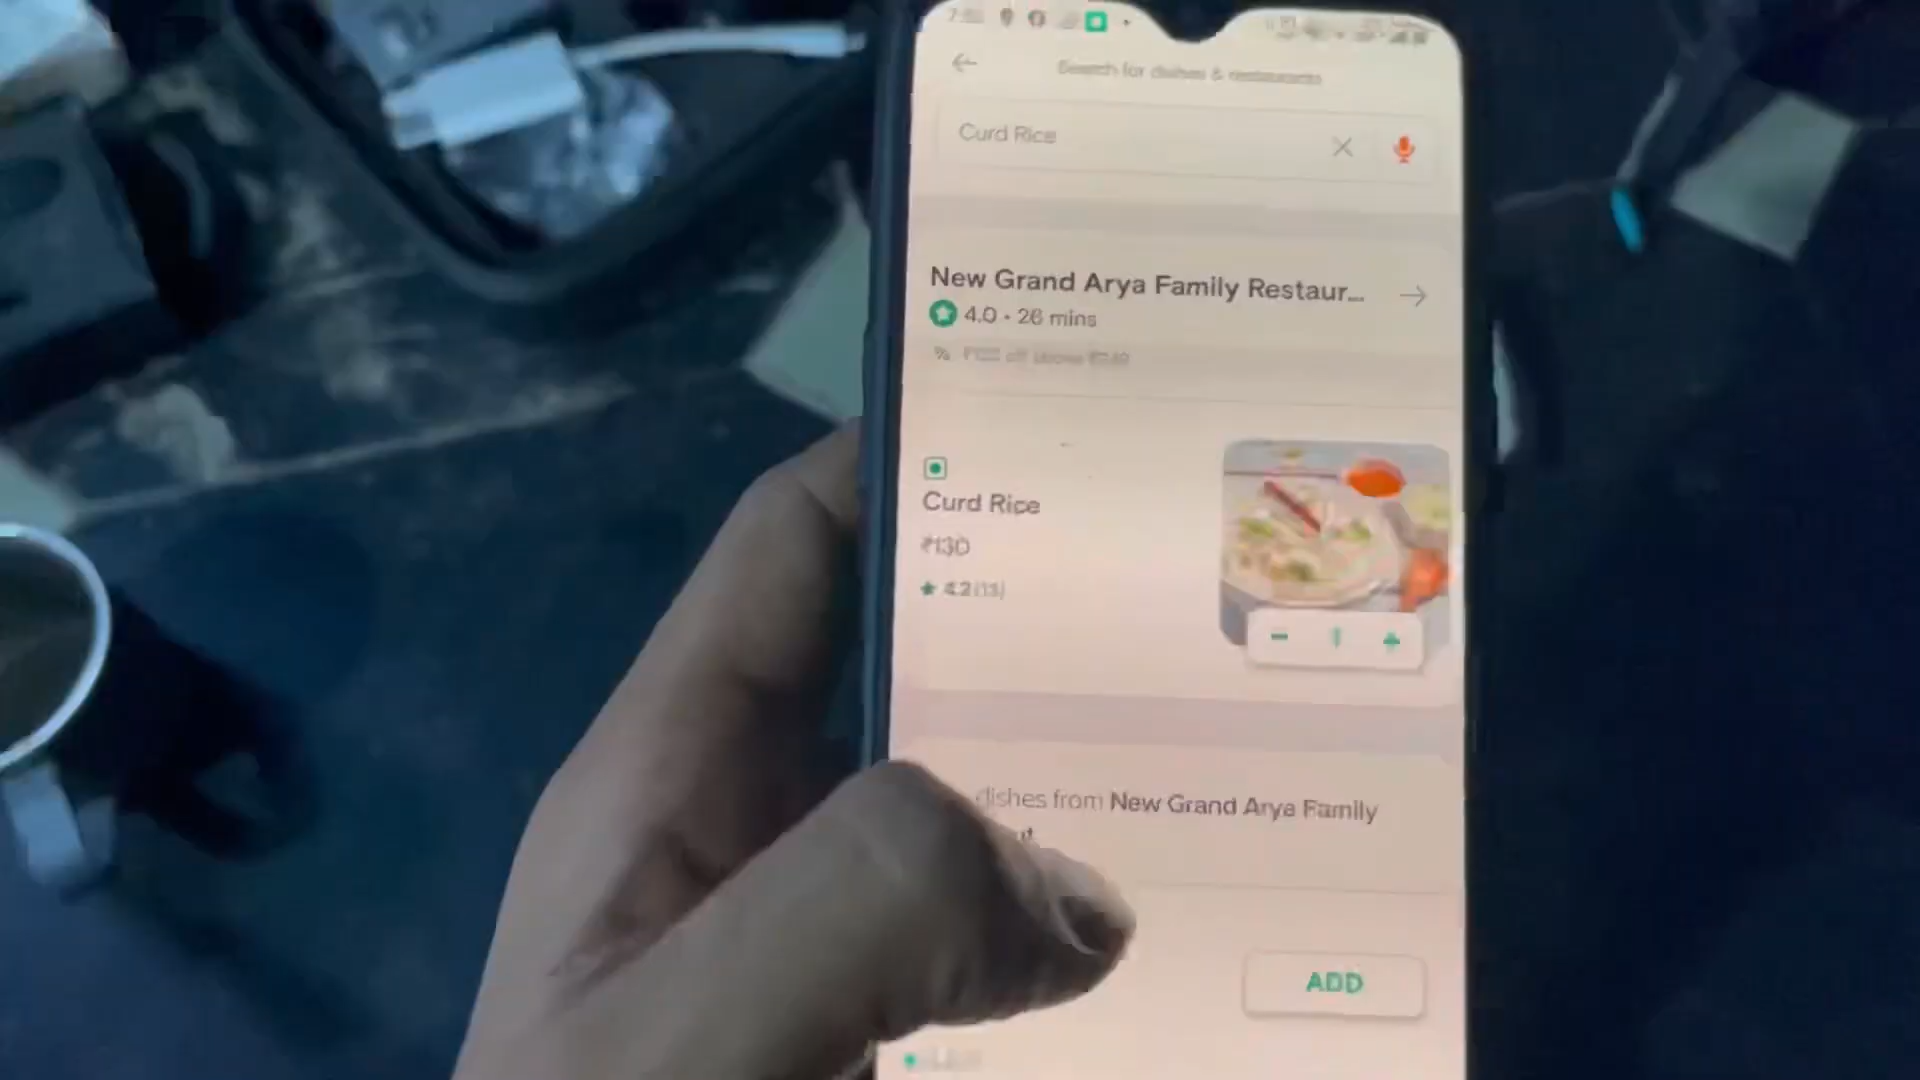 Search for dishes & restaurants
Curd Rice
New Grand Arya Family Restaur...
4.0 • 26 mins
Curd Rice
₹130
4.2 (13)
- 1 +
dishes from New Grand Arya Family
ADD